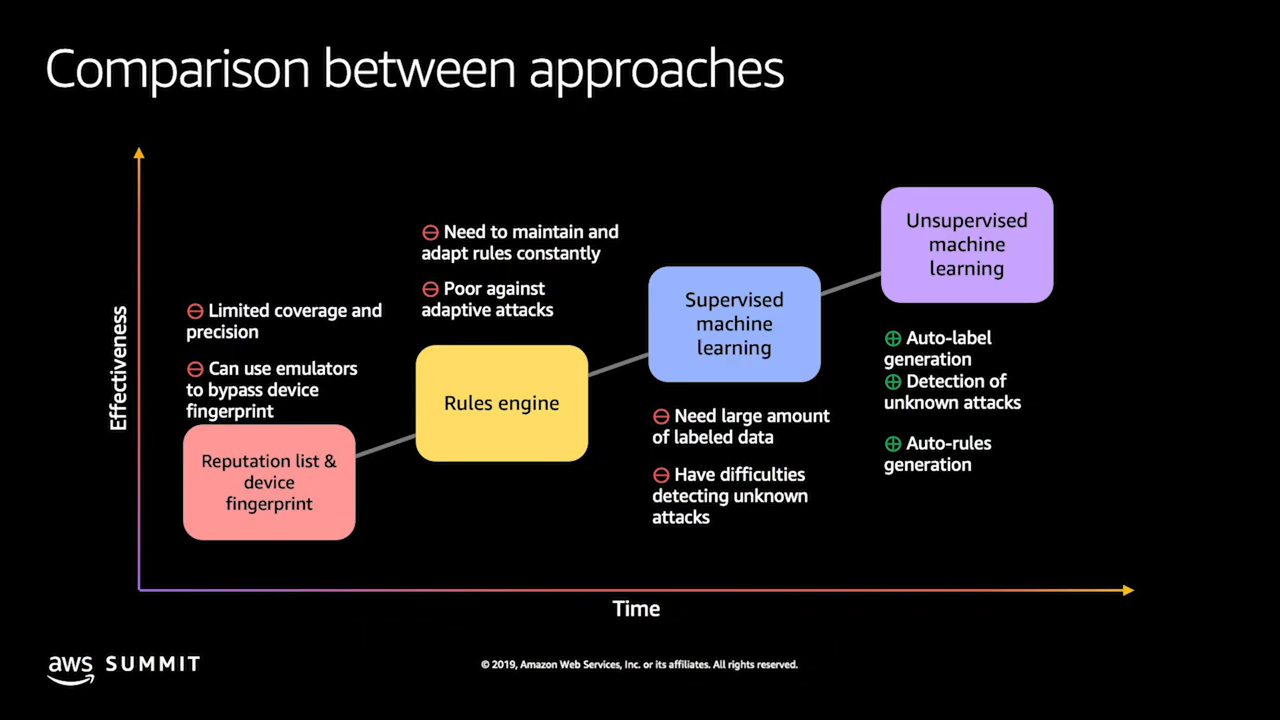 Comparison between approaches
Effectiveness
⊖ Limited coverage and
precision
⊖ Can use emulators
to bypass device
fingerprint
Reputation list &
device
fingerprint
⊖ Need to maintain and
adapt rules constantly
⊖ Poor against
adaptive attacks
Rules engine
Supervised
machine
learning
⊖ Need large amount
of labeled data
⊖ Have difficulties
detecting unknown
attacks
Unsupervised
machine
learning
⊕ Auto-label
generation
⊕ Detection of
unknown attacks
⊕ Auto-rules
generation
Time
aws SUMMIT
© 2019, Amazon Web Services, Inc. or its affiliates. All rights reserved.